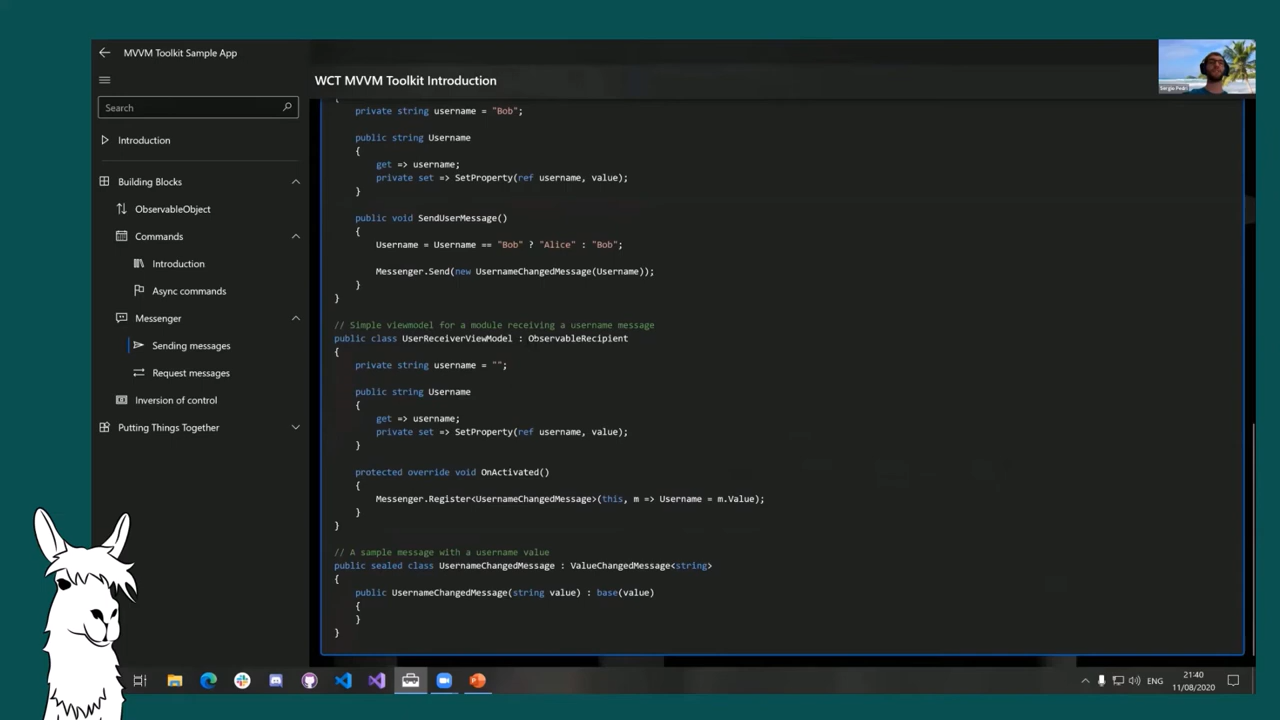 MVVM Toolkit Sample App
WCT MVVM Toolkit Introduction
Sergio Pedri
Search
Introduction
Building Blocks
ObservableObject
Commands
Introduction
Async commands
Messenger
Sending messages
Request messages
Inversion of control
Putting Things Together
{
private string username = "Bob";
public string Username
{
get => username;
private set => SetProperty(ref username, value);
}
public void SendUserMessage()
{
Username = Username == "Bob" ? "Alice" : "Bob";
Messenger.Send(new UsernameChangedMessage(Username));
}
}
// Simple viewmodel for a module receiving a username message
public class UserReceiverViewModel : ObservableRecipient
{
private string username = "";
public string Username
{
get => username;
private set => SetProperty(ref username, value);
}
protected override void OnActivated()
{
Messenger.Register<UsernameChangedMessage>(this, m => Username = m.Value);
}
}
// A sample message with a username value
public sealed class UsernameChangedMessage : ValueChangedMessage<string>
{
public UsernameChangedMessage(string value) : base(value)
{
}
}
ENG
21:40
11/08/2020